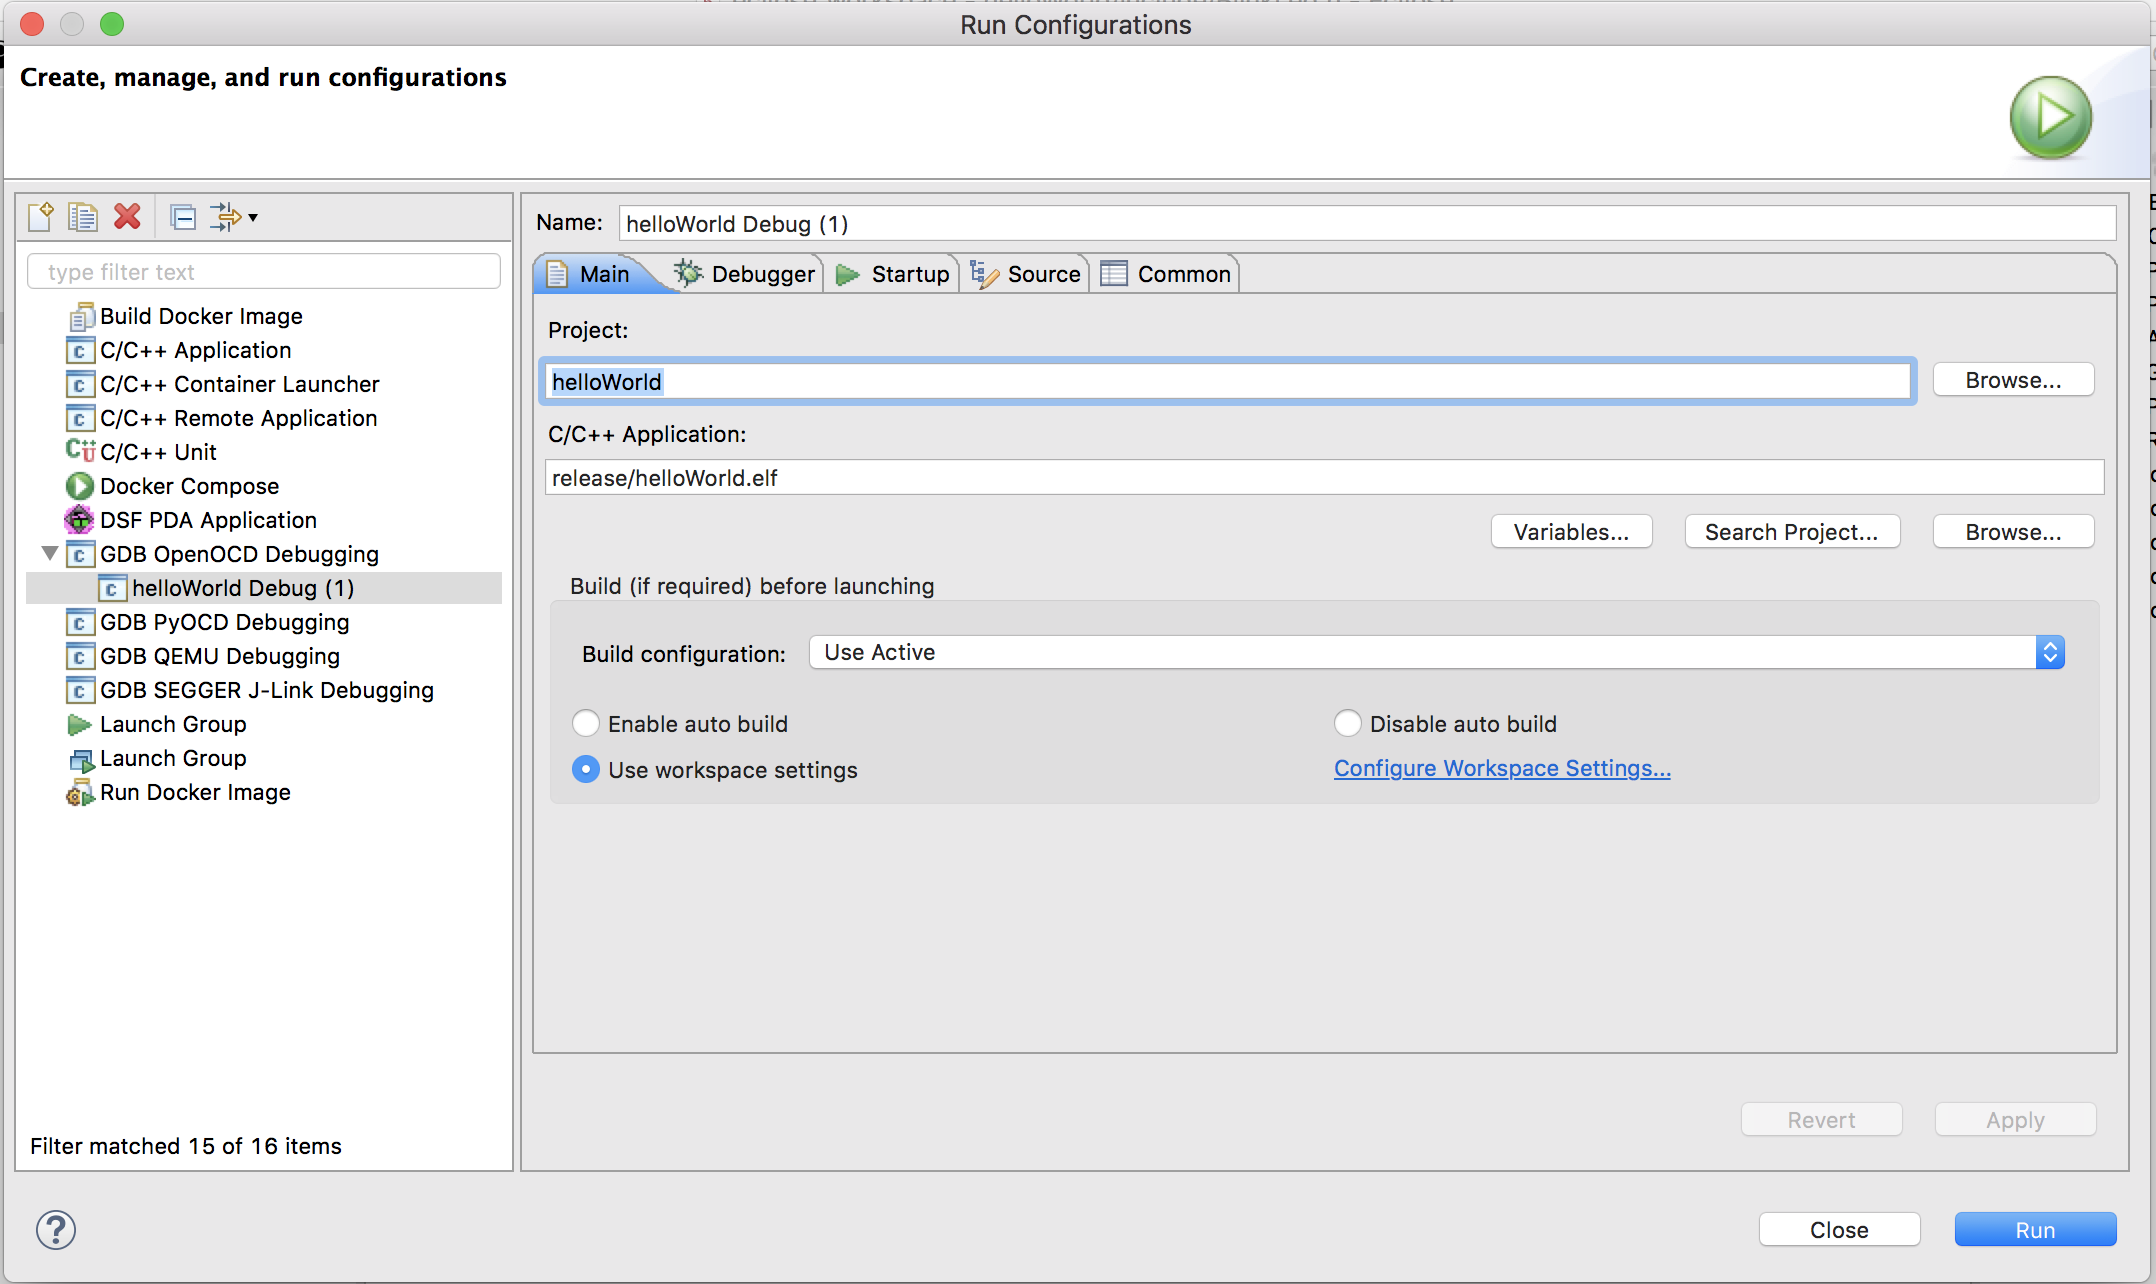 Run Configurations
Create, manage, and run configurations
type filter text
Build Docker Image
C/C++ Application
C/C++ Container Launcher
C/C++ Remote Application
C/C++ Unit
Docker Compose
DSF PDA Application
GDB OpenOCD Debugging
helloWorld Debug (1)
GDB PyOCD Debugging
GDB QEMU Debugging
GDB SEGGER J-Link Debugging
Launch Group
Launch Group
Run Docker Image
Filter matched 15 of 16 items
Name: helloWorld Debug (1)
Main Debugger Startup Source Common
Project:
helloWorld Browse...
C/C++ Application:
release/helloWorld.elf
Variables... Search Project... Browse...
Build (if required) before launching
Build configuration: Use Active
Enable auto build Disable auto build
Use workspace settings Configure Workspace Settings...
Revert Apply
Close Run